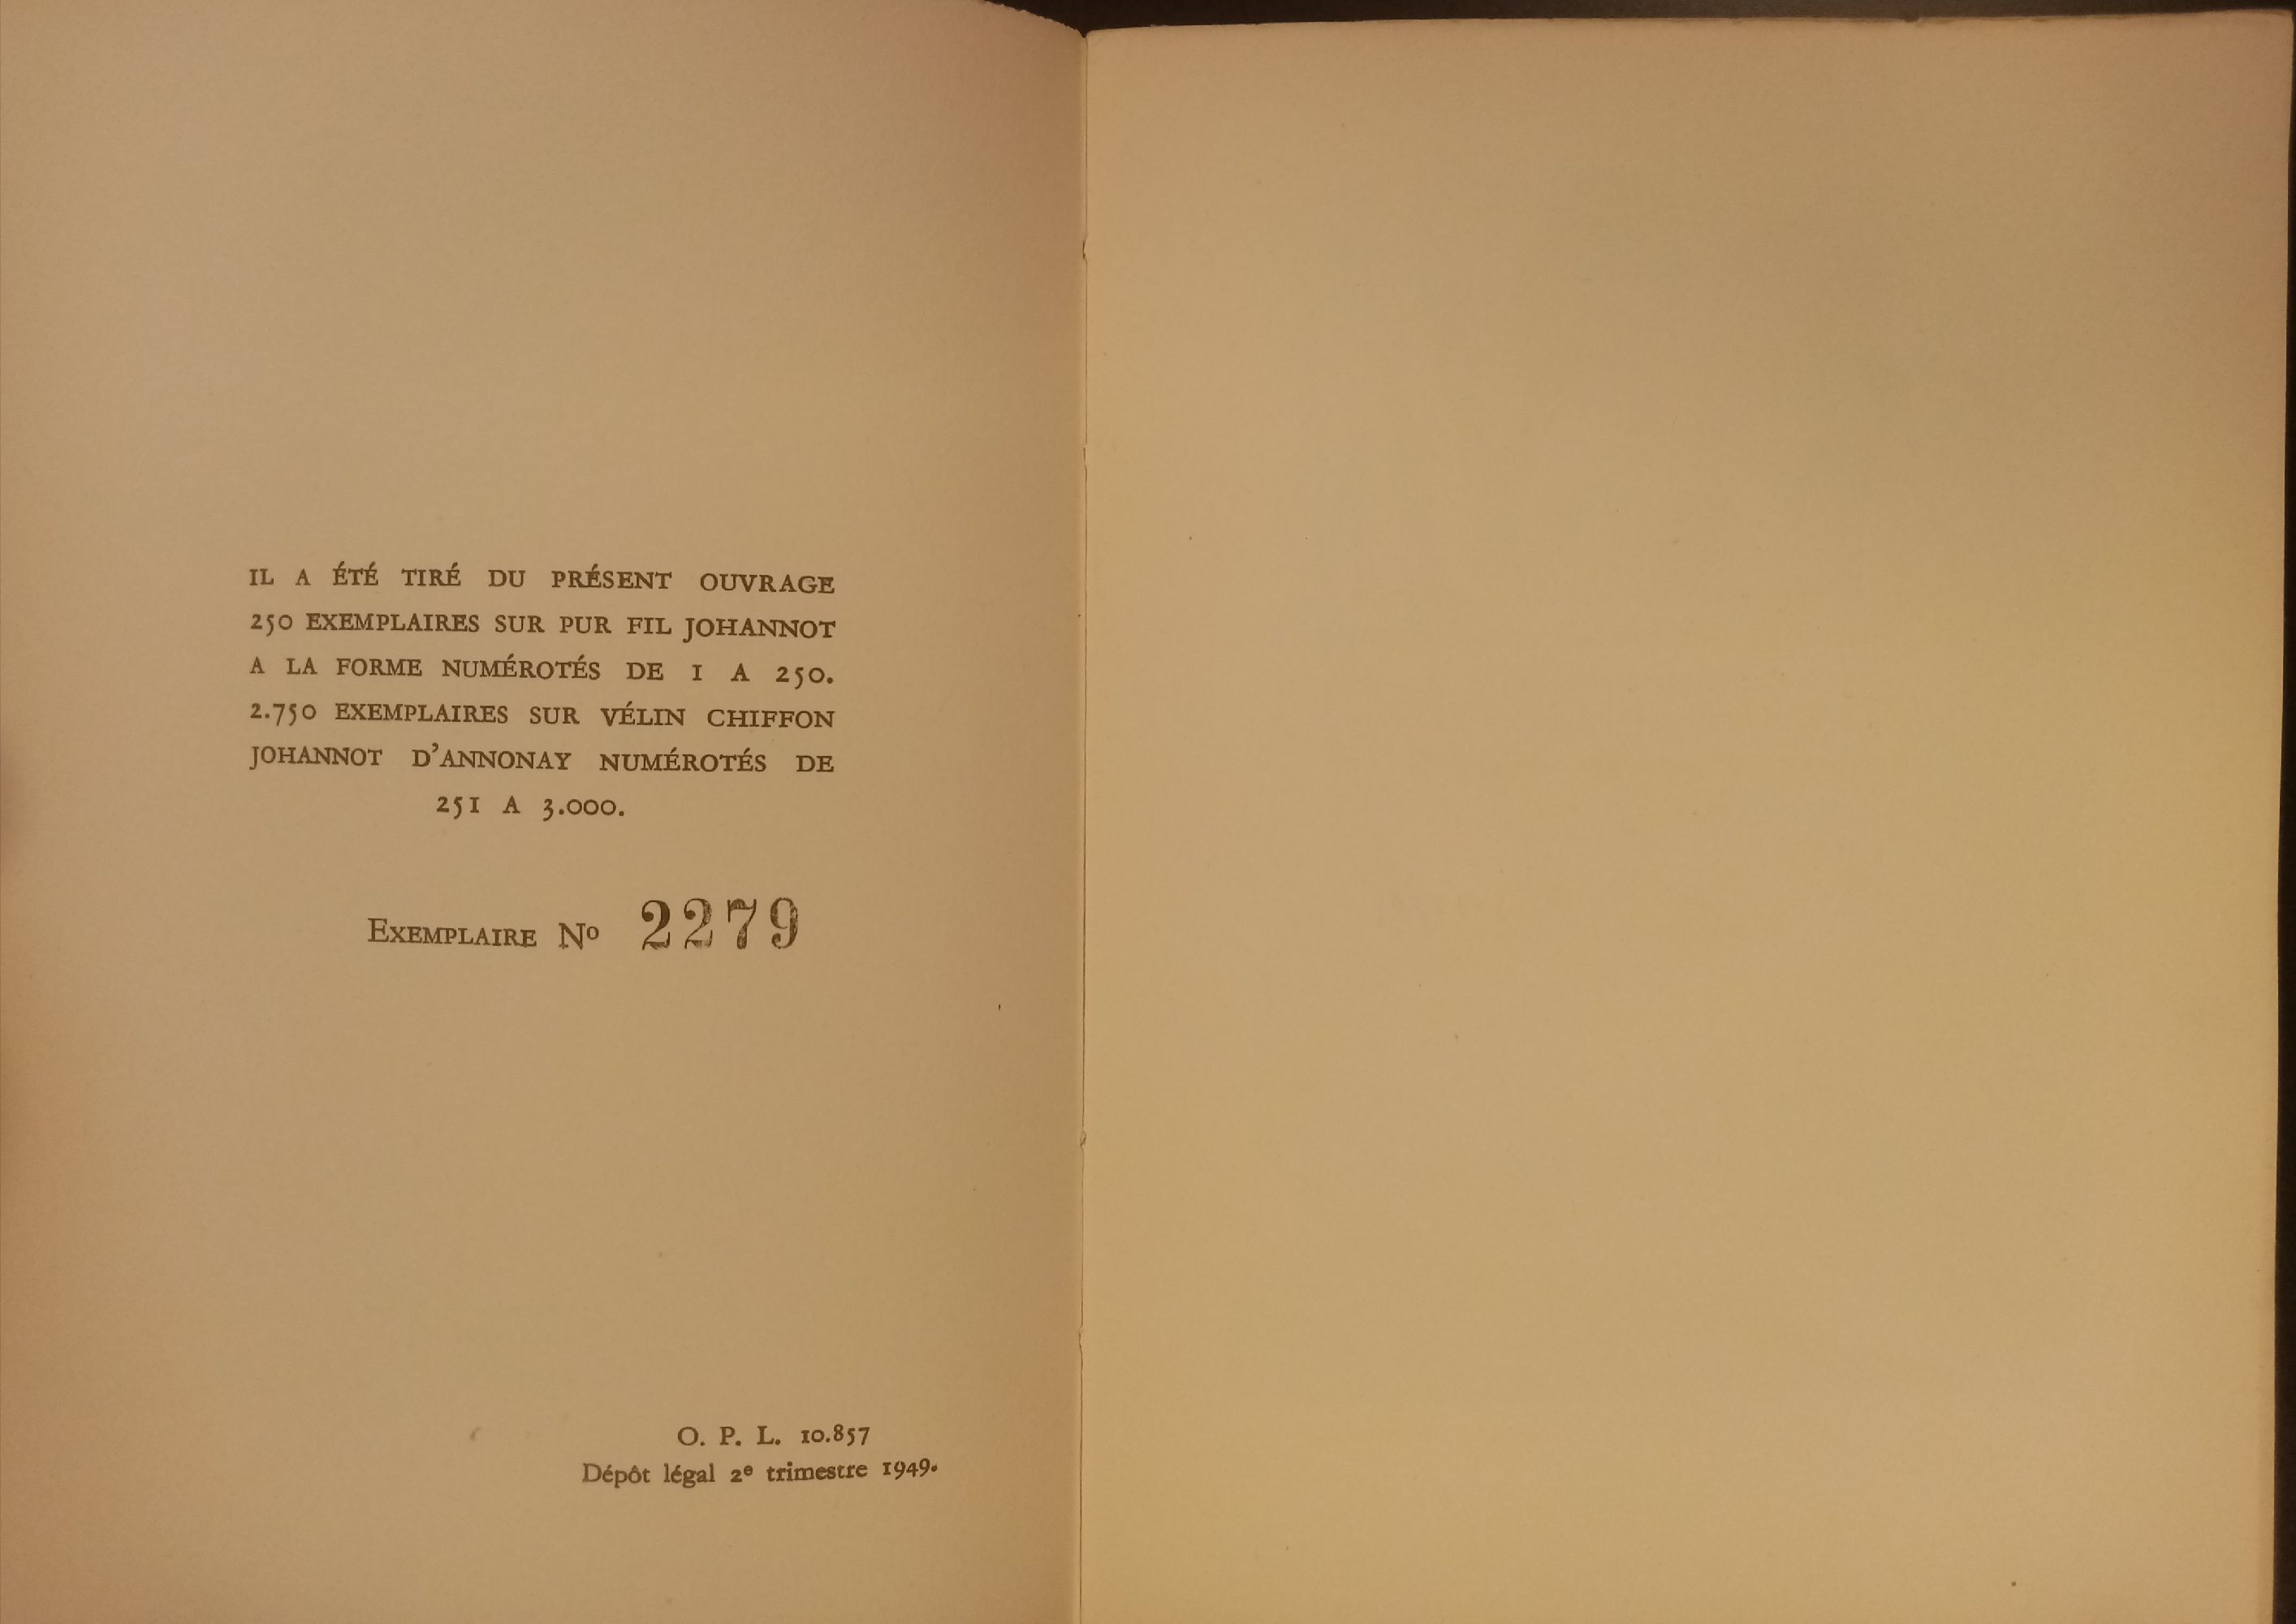 IL A ÉTÉ TIRÉ DU PRÉSENT OUVRAGE
250 EXEMPLAIRES SUR PUR FIL JOHANNOT
A LA FORME NUMÉROTÉS DE 1 A 250.
2.750 EXEMPLAIRES SUR VÉLIN CHIFFON
JOHANNOT D'ANNONAY NUMÉROTÉS DE
251 A 3.000.
EXEMPLAIRE Nº 2279
O. P. L. 10.857
Dépôt légal 2e trimestre 1949.